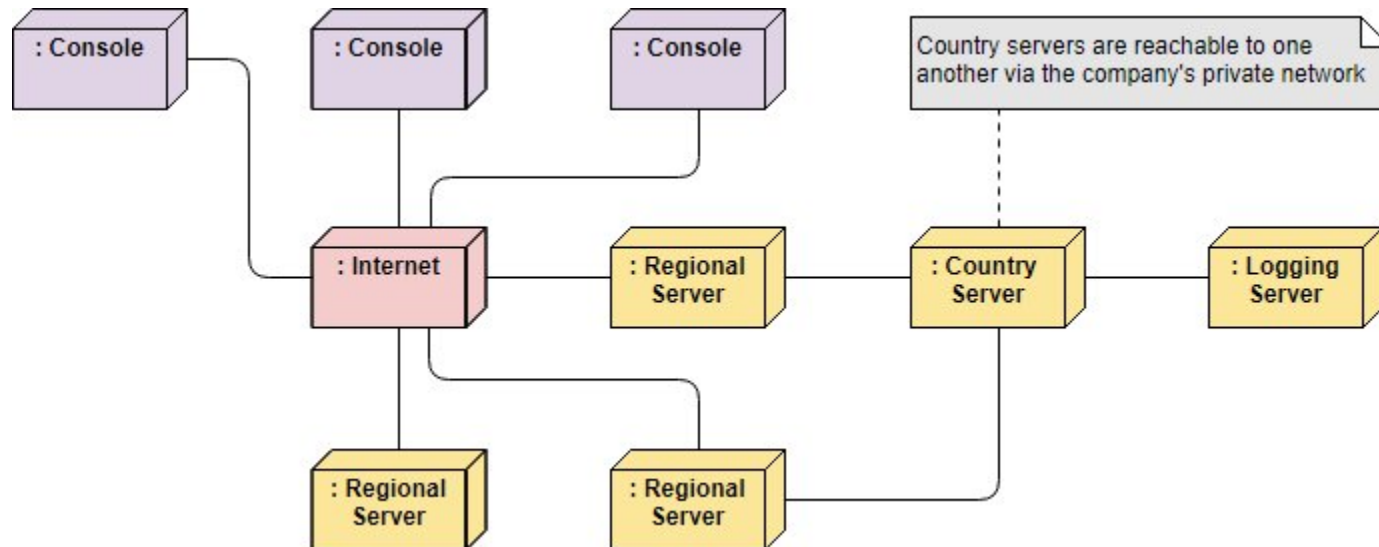 : Console
: Console
: Console
Country servers are reachable to one
another via the company's private network
: Internet
: Regional
Server
: Country
Server
: Logging
Server
: Regional
Server
: Regional
Server